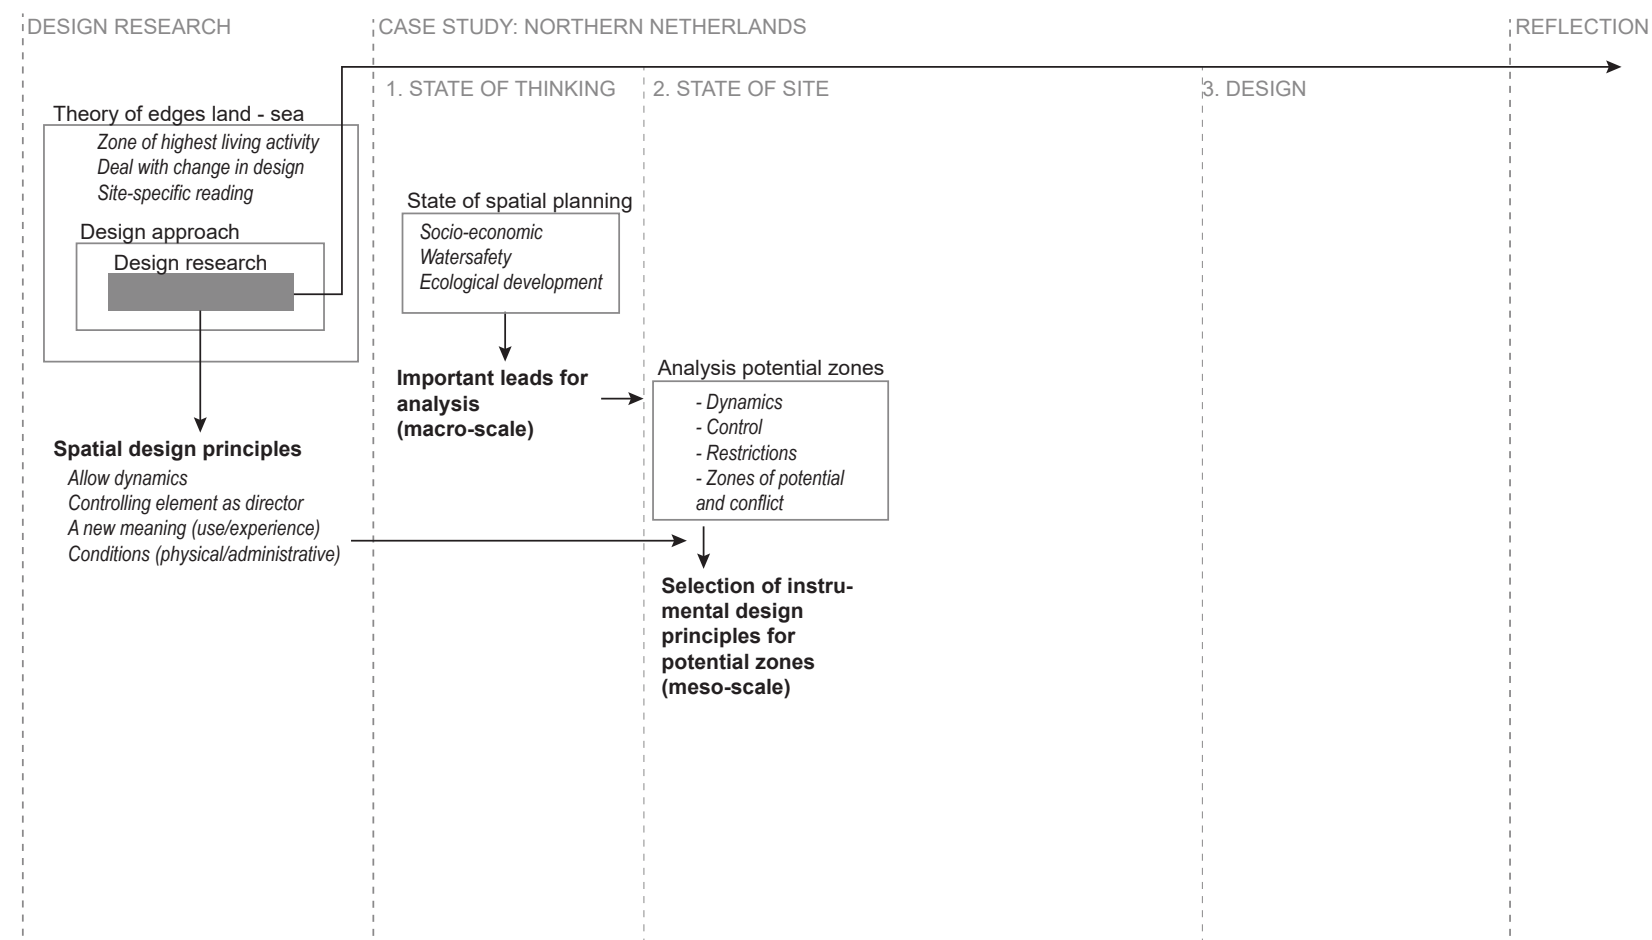 DESIGN RESEARCH
CASE STUDY: NORTHERN NETHERLANDS
REFLECTION
1. STATE OF THINKING
2. STATE OF SITE
3. DESIGN
Theory of edges land - sea
Zone of highest living activity
Deal with change in design
Site-specific reading
Design approach
Design research
Spatial design principles
Allow dynamics
Controlling element as director
A new meaning (use/experience)
Conditions (physical/administrative)
State of spatial planning
Socio-economic
Watersafety
Ecological development
Important leads for
analysis
(macro-scale)
Analysis potential zones
- Dynamics
- Control
- Restrictions
- Zones of potential
and conflict
Selection of instru-
mental design
principles for
potential zones
(meso-scale)